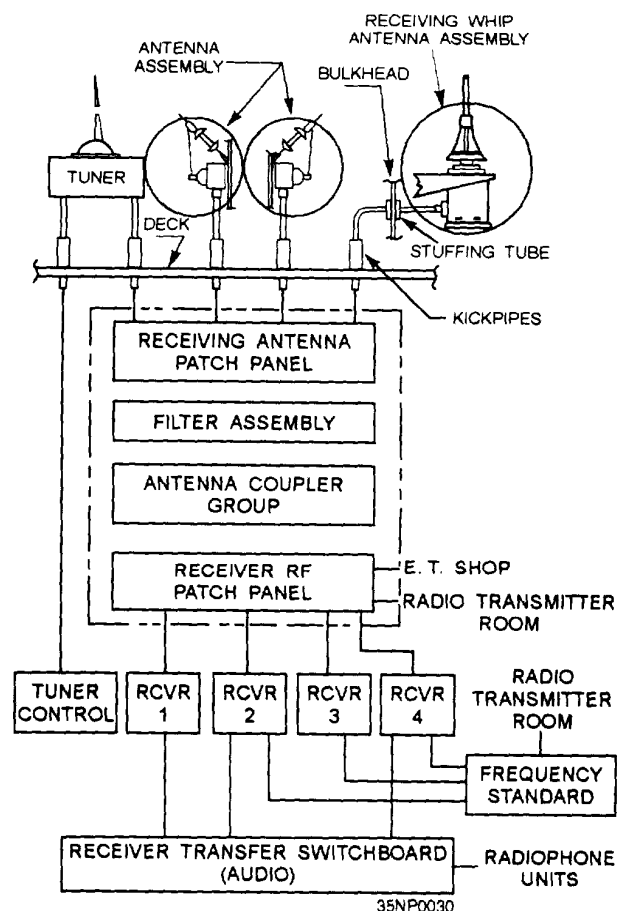 RECEIVING WHIP
ANTENNA ASSEMBLY
ANTENNA
ASSEMBLY
BULKHEAD
TUNER
DECK
STUFFING TUBE
KICKPIPES
RECEIVING ANTENNA
PATCH PANEL
FILTER ASSEMBLY
ANTENNA COUPLER
GROUP
RECEIVER RF
PATCH PANEL
E. T. SHOP
RADIO TRANSMITTER
ROOM
TUNER
CONTROL
RCVR
1
RCVR
2
RCVR
3
RCVR
4
RADIO
TRANSMITTER
ROOM
FREQUENCY
STANDARD
RECEIVER TRANSFER SWITCHBOARD
(AUDIO)
RADIOPHONE
UNITS
35NP0030